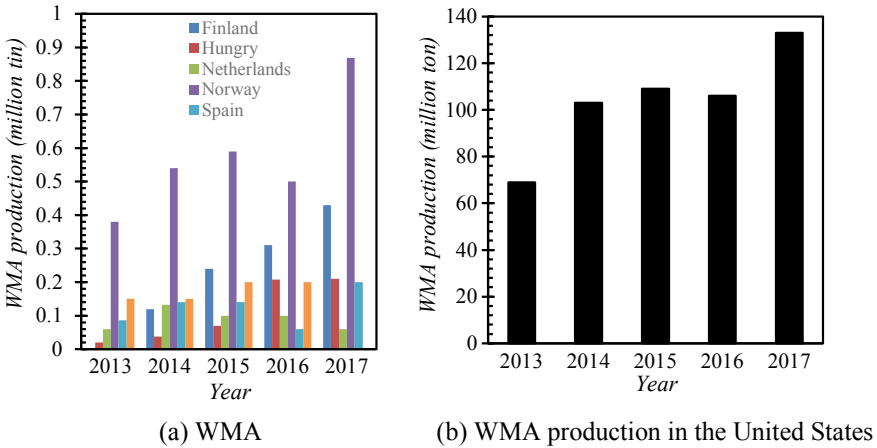 WMA production (million tin)
1
0.9
0.8
0.7
0.6
0.5
0.4
0.3
0.2
0.1
0
Finland
Hungry
Netherlands
Norway
Spain
2013 2014 2015 2016 2017
Year
(a) WMA
WMA production (million ton)
140
120
100
80
60
40
20
0
2013 2014 2015 2016 2017
Year
(b) WMA production in the United States